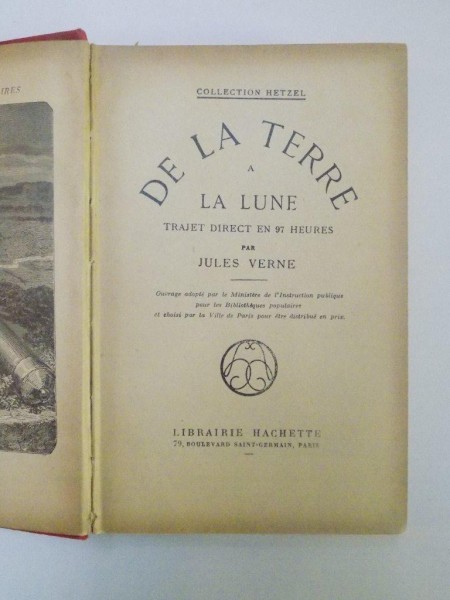 IRES
COLLECTION HETZEL
DE LA TERRE
A
LA LUNE
TRAJET DIRECT EN 97 HEURES
PAR
JULES VERNE
Ouvrage adopté par le Ministère de l'Instruction publique
pour les Bibliothèques populaires
et choisi par la Ville de Paris pour être distribué en prix.
LIBRAIRIE HACHETTE
79, BOULEVARD SAINT-GERMAIN, PARIS